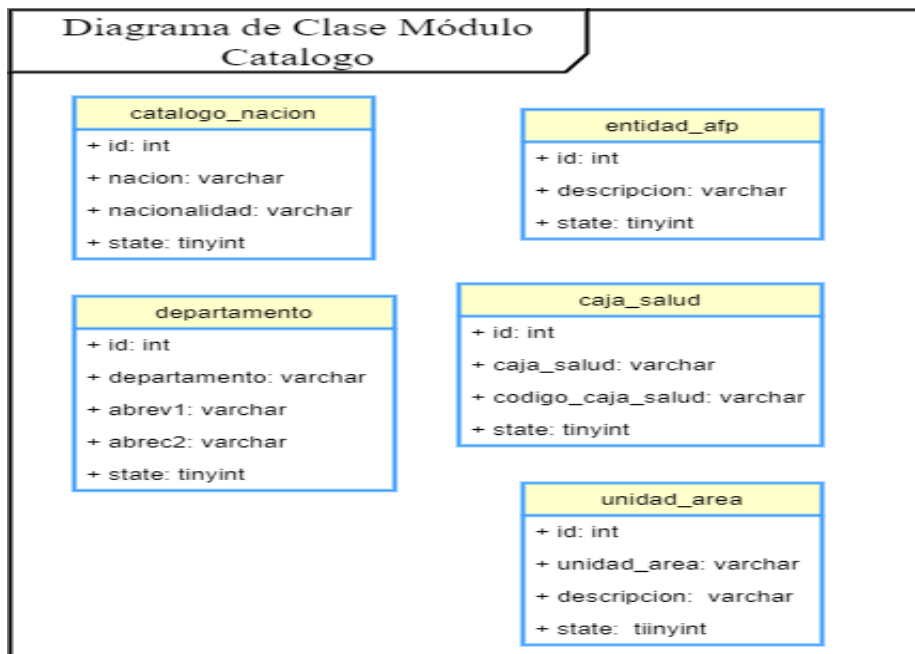 Diagrama de Clase Módulo
Catalogo
catalogo_nacion
+ id: int
+ nacion: varchar
+ nacionalidad: varchar
+ state: tinyint
entidad_afp
+ id: int
+ descripcion: varchar
+ state: tinyint
departamento
+ id: int
+ departamento: varchar
+ abrev1: varchar
+ abrec2: varchar
+ state: tinyint
caja_salud
+ id: int
+ caja_salud: varchar
+ codigo_caja_salud: varchar
+ state: tinyint
unidad_area
+ id: int
+ unidad_area: varchar
+ descripcion: varchar
+ state: tiinyint